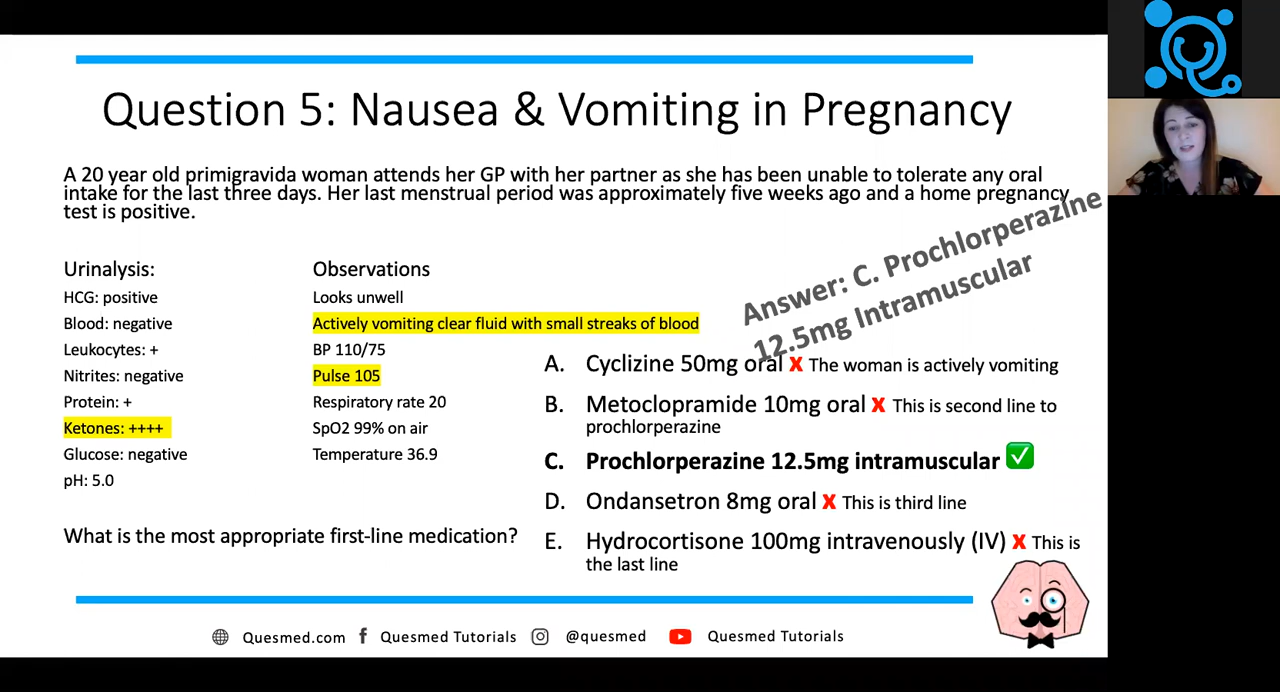 Question 5: Nausea & Vomiting in Pregnancy
A 20 year old primigravida woman attends her GP with her partner as she has been unable to tolerate any oral
intake for the last three days. Her last menstrual period was approximately five weeks ago and a home pregnancy
test is positive.
Urinalysis:
HCG: positive
Blood: negative
Leukocytes: +
Nitrites: negative
Protein: +
Ketones: ++++
Glucose: negative
pH: 5.0
Observations
Looks unwell
Actively vomiting clear fluid with small streaks of blood
BP 110/75
Pulse 105
Respiratory rate 20
SpO2 99% on air
Temperature 36.9
Answer: C. Prochlorperazine
12.5mg Intramuscular
A. Cyclizine 50mg oral X The woman is actively vomiting
B. Metoclopramide 10mg oral X This is second line to
prochlorperazine
C. Prochlorperazine 12.5mg intramuscular
D. Ondansetron 8mg oral X This is third line
E. Hydrocortisone 100mg intravenously (IV) X This is
the last line
What is the most appropriate first-line medication?
Quesmed.com f Quesmed Tutorials @quesmed Quesmed Tutorials